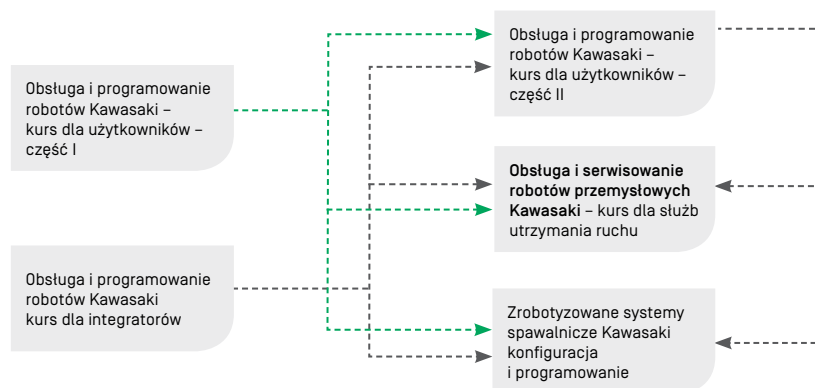 Obsługa i programowanie
robotów Kawasaki –
kurs dla użytkowników –
część I
Obsługa i programowanie
robotów Kawasaki
kurs dla integratorów
Obsługa i programowanie
robotów Kawasaki –
kurs dla użytkowników –
część II
Obsługa i serwisowanie
robotów przemysłowych
Kawasaki – kurs dla służb
utrzymania ruchu
Zrobotyzowane systemy
spawalnicze Kawasaki
konfiguracja
i programowanie